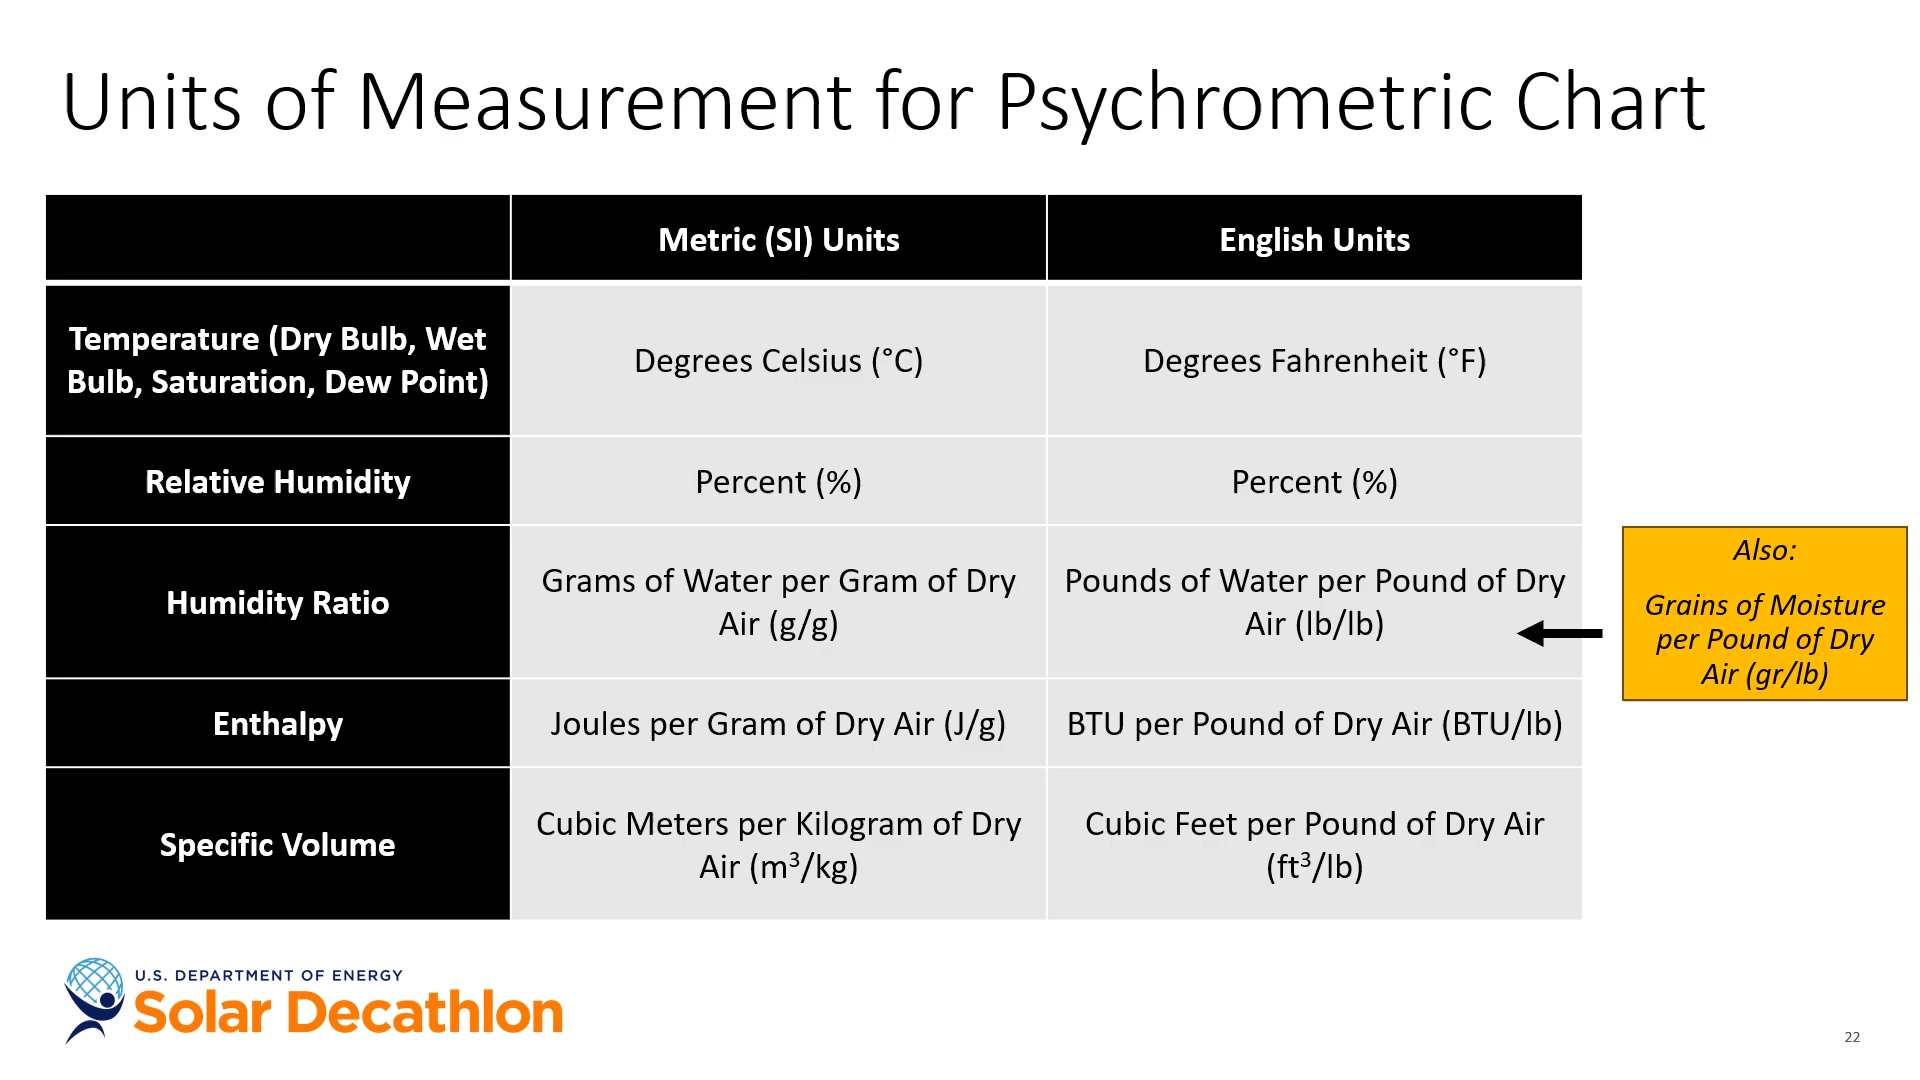 Units of Measurement for Psychrometric Chart
Metric (SI) Units
English Units
Temperature (Dry Bulb, Wet
Bulb, Saturation, Dew Point)
Degrees Celsius (°C)
Degrees Fahrenheit (°F)
Relative Humidity
Percent (%)
Percent (%)
Humidity Ratio
Grams of Water per Gram of Dry
Air (g/g)
Pounds of Water per Pound of Dry
Air (lb/lb)
Also:
Grains of Moisture
per Pound of Dry
Air (gr/lb)
Enthalpy
Joules per Gram of Dry Air (J/g)
BTU per Pound of Dry Air (BTU/lb)
Specific Volume
Cubic Meters per Kilogram of Dry
Air (m³/kg)
Cubic Feet per Pound of Dry Air
(ft³/lb)
U.S. DEPARTMENT OF ENERGY
Solar Decathlon
22